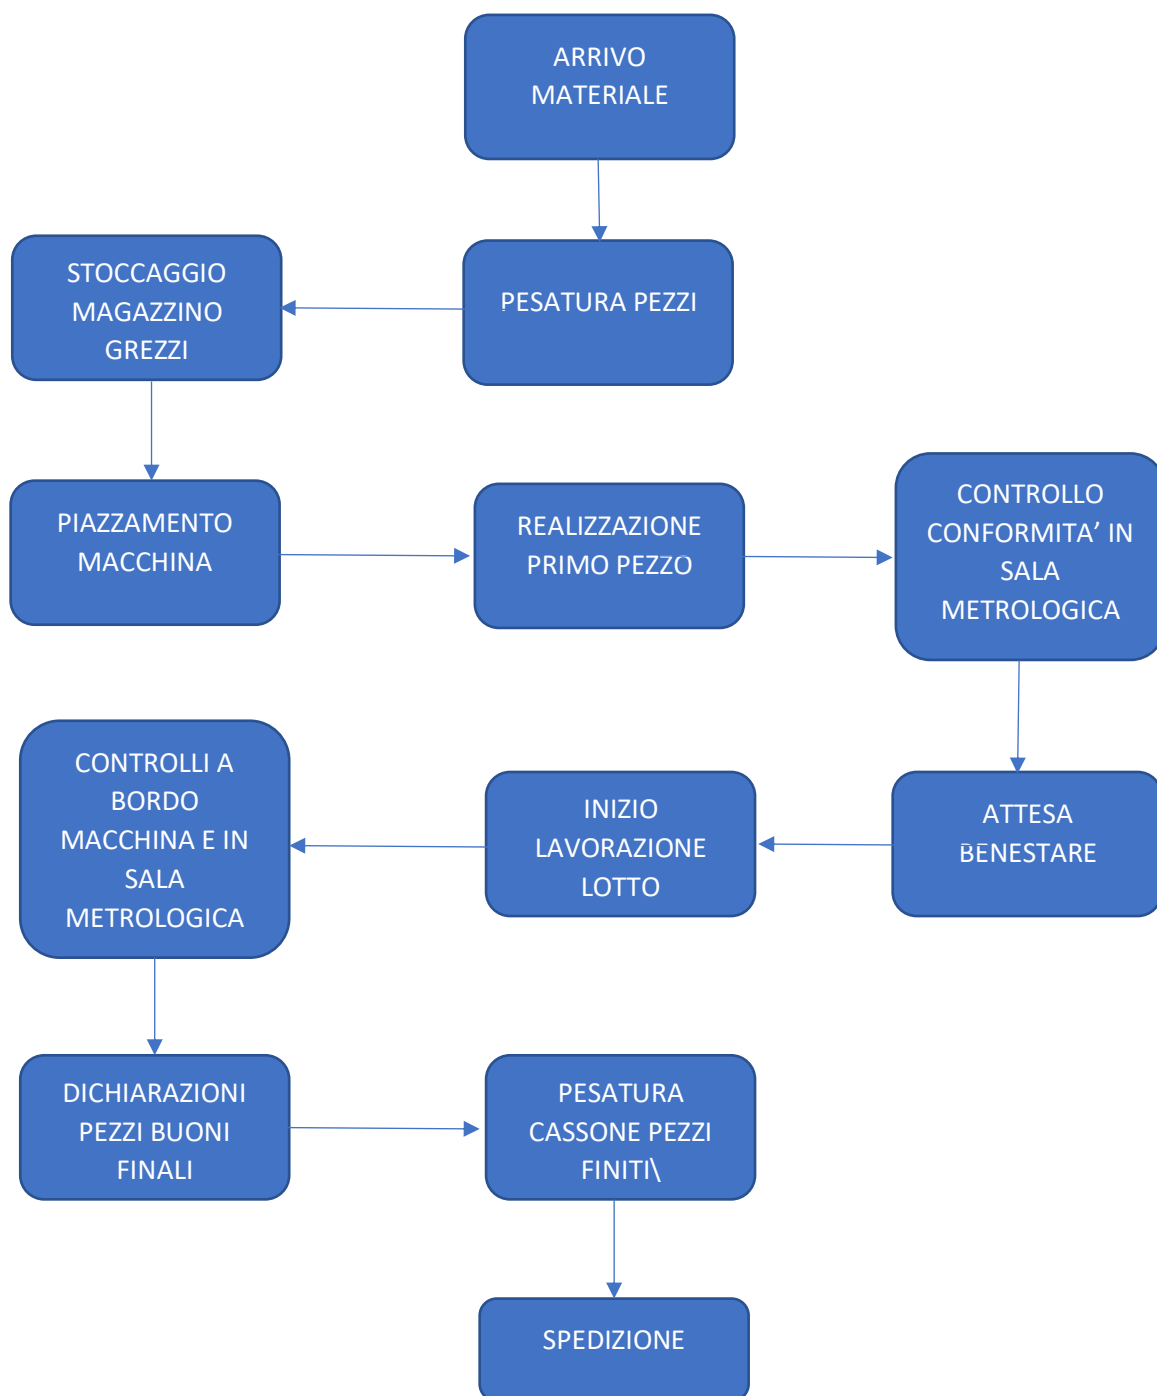 ARRIVO
MATERIALE
PESATURA PEZZI
STOCCAGGIO
MAGAZZINO
GREZZI
PIAZZAMENTO
MACCHINA
REALIZZAZIONE
PRIMO PEZZO
CONTROLLO
CONFORMITA’ IN
SALA
METROLOGICA
ATTESA
BENESTARE
INIZIO
LAVORAZIONE
LOTTO
CONTROLLI A
BORDO
MACCHINA E IN
SALA
METROLOGICA
DICHIARAZIONI
PEZZI BUONI
FINALI
PESATURA
CASSONE PEZZI
FINITI\
SPEDIZIONE